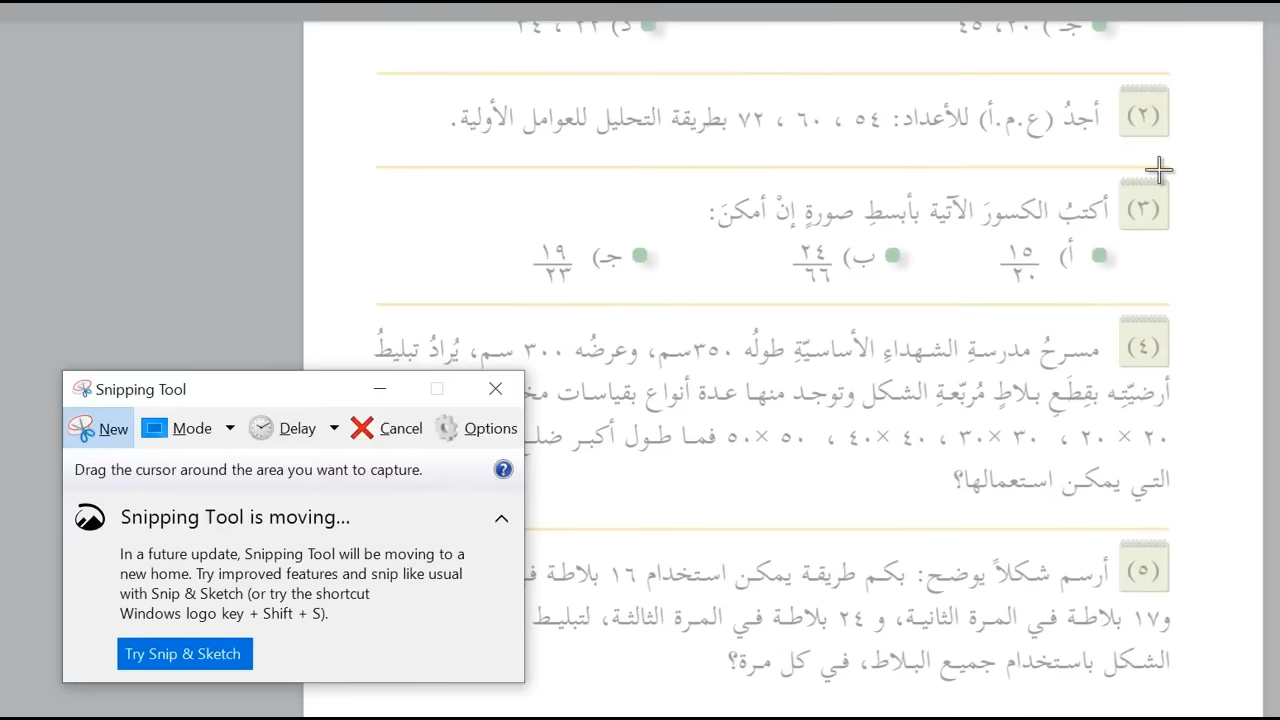 جـ) ٢٠، ٤٥ د) ٢٢ ، ٢٤
(٢) أجدُ (ع.م.أ) للأعداد: ٥٤ ، ٦٠ ، ٧٢ بطريقة التحليل للعوامل الأولية.
(٣) أكتبُ الكسورَ الآتية بأبسطِ صورةٍ إنْ أمكنَ:
أ) ١٥/٢٠ ب) ٢٤/٦٦ جـ) ١٩/٢٣
(٤) مسرحُ مدرسةِ الشهداءِ الأساسيّةِ طولُه ٣٥٠سم، وعرضُه ٣٠٠ سم، يُرادُ تبليطُ
أرضيّتِه بقِطَعِ بلاطٍ مُربّعةِ الشكل وتوجد منها عدة أنواع بقياسات
٢٠ × ٢٠ ، ٣٠ ×٣٠ ، ٤٠ ×٤٠ ، ٥٠ ×٥٠ فما طول أكبر
التي يمكن استعمالها؟
(٥) أرسم شكلاً يوضح: بكم طريقة يمكن استخدام ١٦ بلاطة
و١٧ بلاطة في المرة الثانية، و ٢٤ بلاطة في المرة الثالثة، لتبليط
الشكل باستخدام جميع البلاط، في كل مرة؟
Snipping Tool
New Mode Delay Cancel Options
Drag the cursor around the area you want to capture.
Snipping Tool is moving...
In a future update, Snipping Tool will be moving to a
new home. Try improved features and snip like usual
with Snip & Sketch (or try the shortcut
Windows logo key + Shift + S).
Try Snip & Sketch